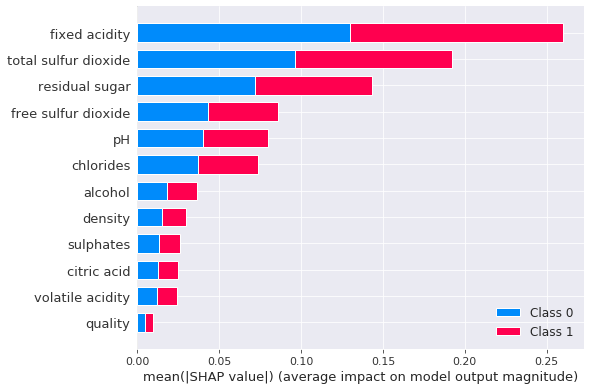 fixed acidity
total sulfur dioxide
residual sugar
free sulfur dioxide
pH
chlorides
alcohol
density
sulphates
citric acid
volatile acidity
quality
Class 0
Class 1
0.00 0.05 0.10 0.15 0.20 0.25
mean(|SHAP value|) (average impact on model output magnitude)